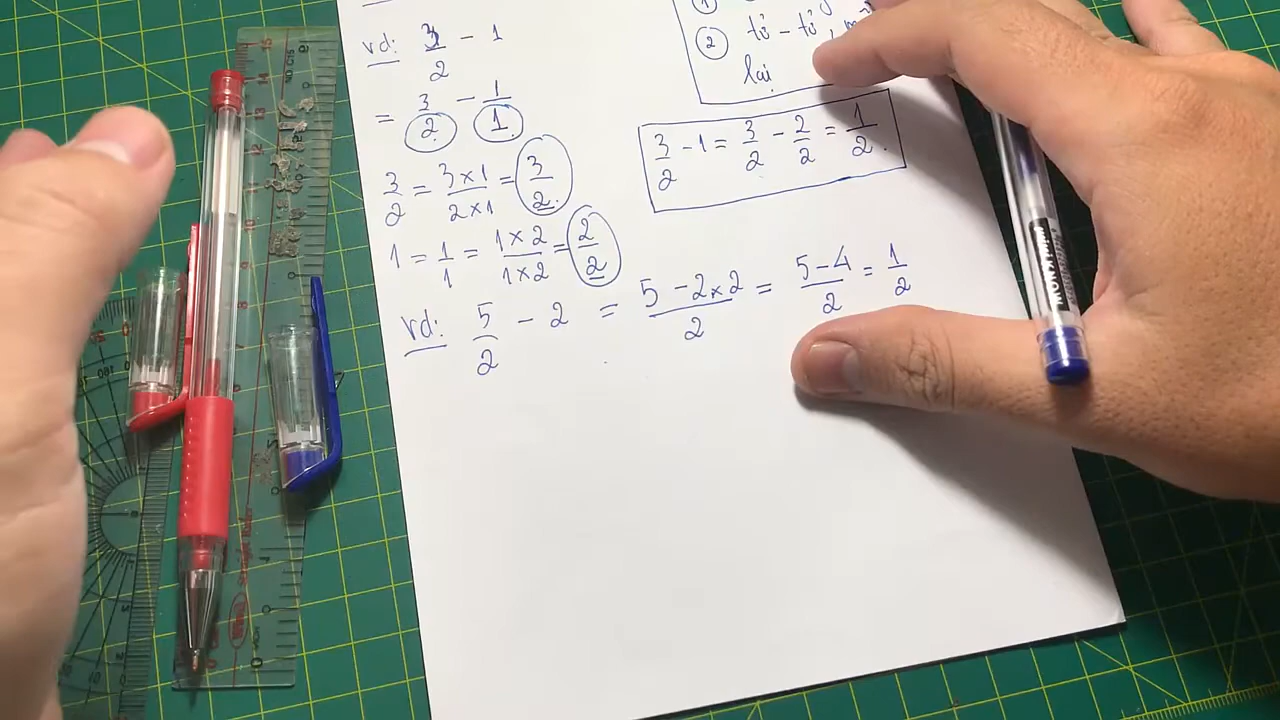 vd: 3/2 - 1
= 3/2 - 1/1
3/2 = 3×1/2×1 = 3/2
1 = 1/1 = 1×2/1×2 = 2/2
① 
② tử - tử,
lại
3/2 - 1 = 3/2 - 2/2 = 1/2.
vd: 5/2 - 2 = 5 - 2×2/2 = 5-4/2 = 1/2